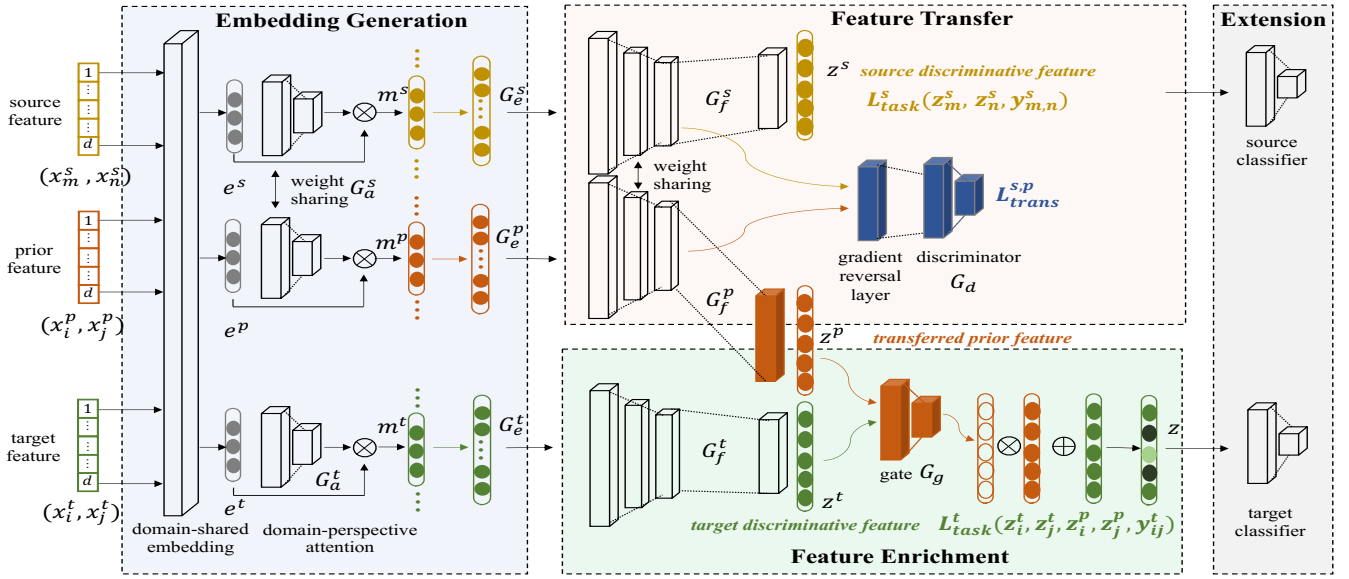 Embedding Generation
Feature Transfer
Extension
1
⋮
⋮
⋮
d
source
feature
(x_m^s, x_n^s)
e^s
m^s
G_e^s
G_a^s
weight
sharing
1
⋮
⋮
⋮
d
prior
feature
(x_i^p, x_j^p)
e^p
m^p
G_e^p
1
⋮
⋮
⋮
d
target
feature
(x_i^t, x_j^t)
e^t
G_a^t
m^t
G_e^t
domain-shared
embedding
domain-perspective
attention
G_f^s
z^s
source discriminative feature
L_task^s(z_m^s, z_n^s, y_{m,n}^s)
weight
sharing
L_trans^{s,p}
gradient
reversal
layer
discriminator
G_d
G_f^p
z^p
transferred prior feature
G_f^t
z^t
gate G_g
z
target discriminative feature
L_task^t(z_i^t, z_j^t, z_i^p, z_j^p, y_ij^t)
Feature Enrichment
source
classifier
target
classifier